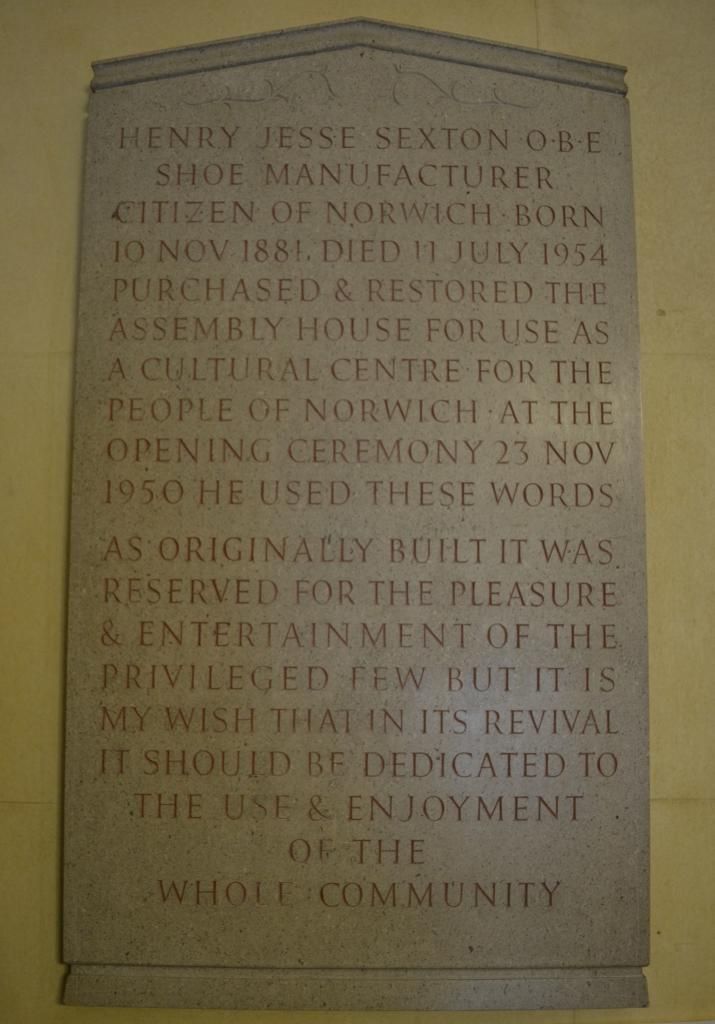 HENRY JESSE SEXTON O·B·E
SHOE MANUFACTURER
CITIZEN OF NORWICH · BORN
10 NOV 1881. DIED 11 JULY 1954
PURCHASED & RESTORED THE
ASSEMBLY HOUSE FOR USE AS
A CULTURAL CENTRE FOR THE
PEOPLE OF NORWICH · AT THE
OPENING CEREMONY 23 NOV
1950 HE USED THESE WORDS
AS ORIGINALLY BUILT IT WAS
RESERVED FOR THE PLEASURE
& ENTERTAINMENT OF THE
PRIVILEGED FEW BUT IT IS
MY WISH THAT IN ITS REVIVAL
IT SHOULD BE DEDICATED TO
THE USE & ENJOYMENT
OF THE
WHOLE COMMUNITY